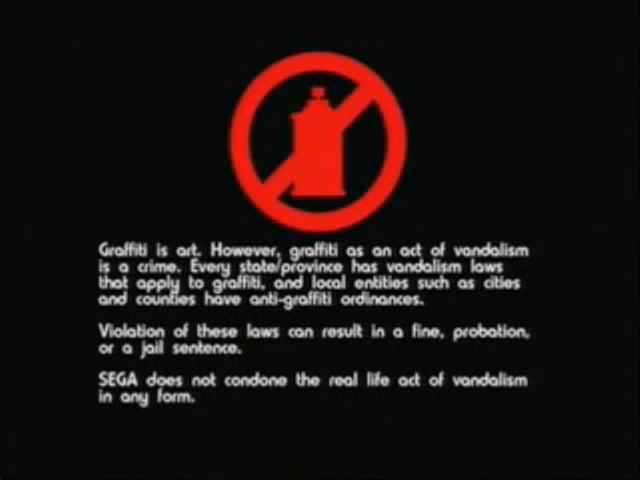 Graffiti is art. However, graffiti as an act of vandalism
is a crime. Every state/province has vandalism laws
that apply to graffiti, and local entities such as cities
and counties have anti-graffiti ordinances.
Violation of these laws can result in a fine, probation,
or a jail sentence.
SEGA does not condone the real life act of vandalism
in any form.